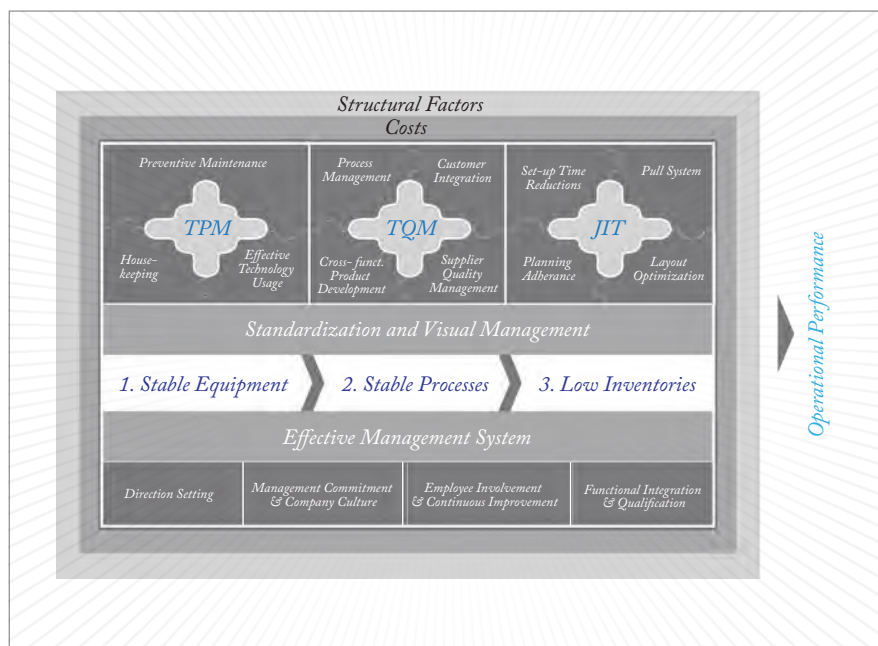 Structural Factors
Costs
Preventive Maintenance
TPM
House-
keeping
Effective
Technology
Usage
Process
Management
Customer
Integration
TQM
Cross- funct.
Product
Development
Supplier
Quality
Management
Set-up Time
Reductions
Pull System
JIT
Planning
Adherance
Layout
Optimization
Standardization and Visual Management
1. Stable Equipment
2. Stable Processes
3. Low Inventories
Effective Management System
Direction Setting
Management Commitment
& Company Culture
Employee Involvement
& Continuous Improvement
Functional Integration
& Qualification
Operational Performance